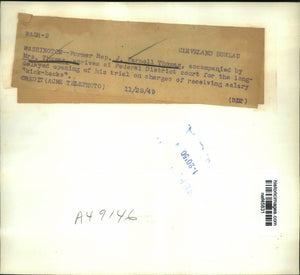 CLEVELAND BUREAU
WASHINGTON--Former Rep. J. Parnell Thomas, accompanied by
Mrs. Thomas, arrives at Federal District court for the long-
delayed opening of his trial on charges of receiving salary
"kick-backs".
CREDIT(ACME TELEPHOTO) 11/28/49
A49146
historicimages.com